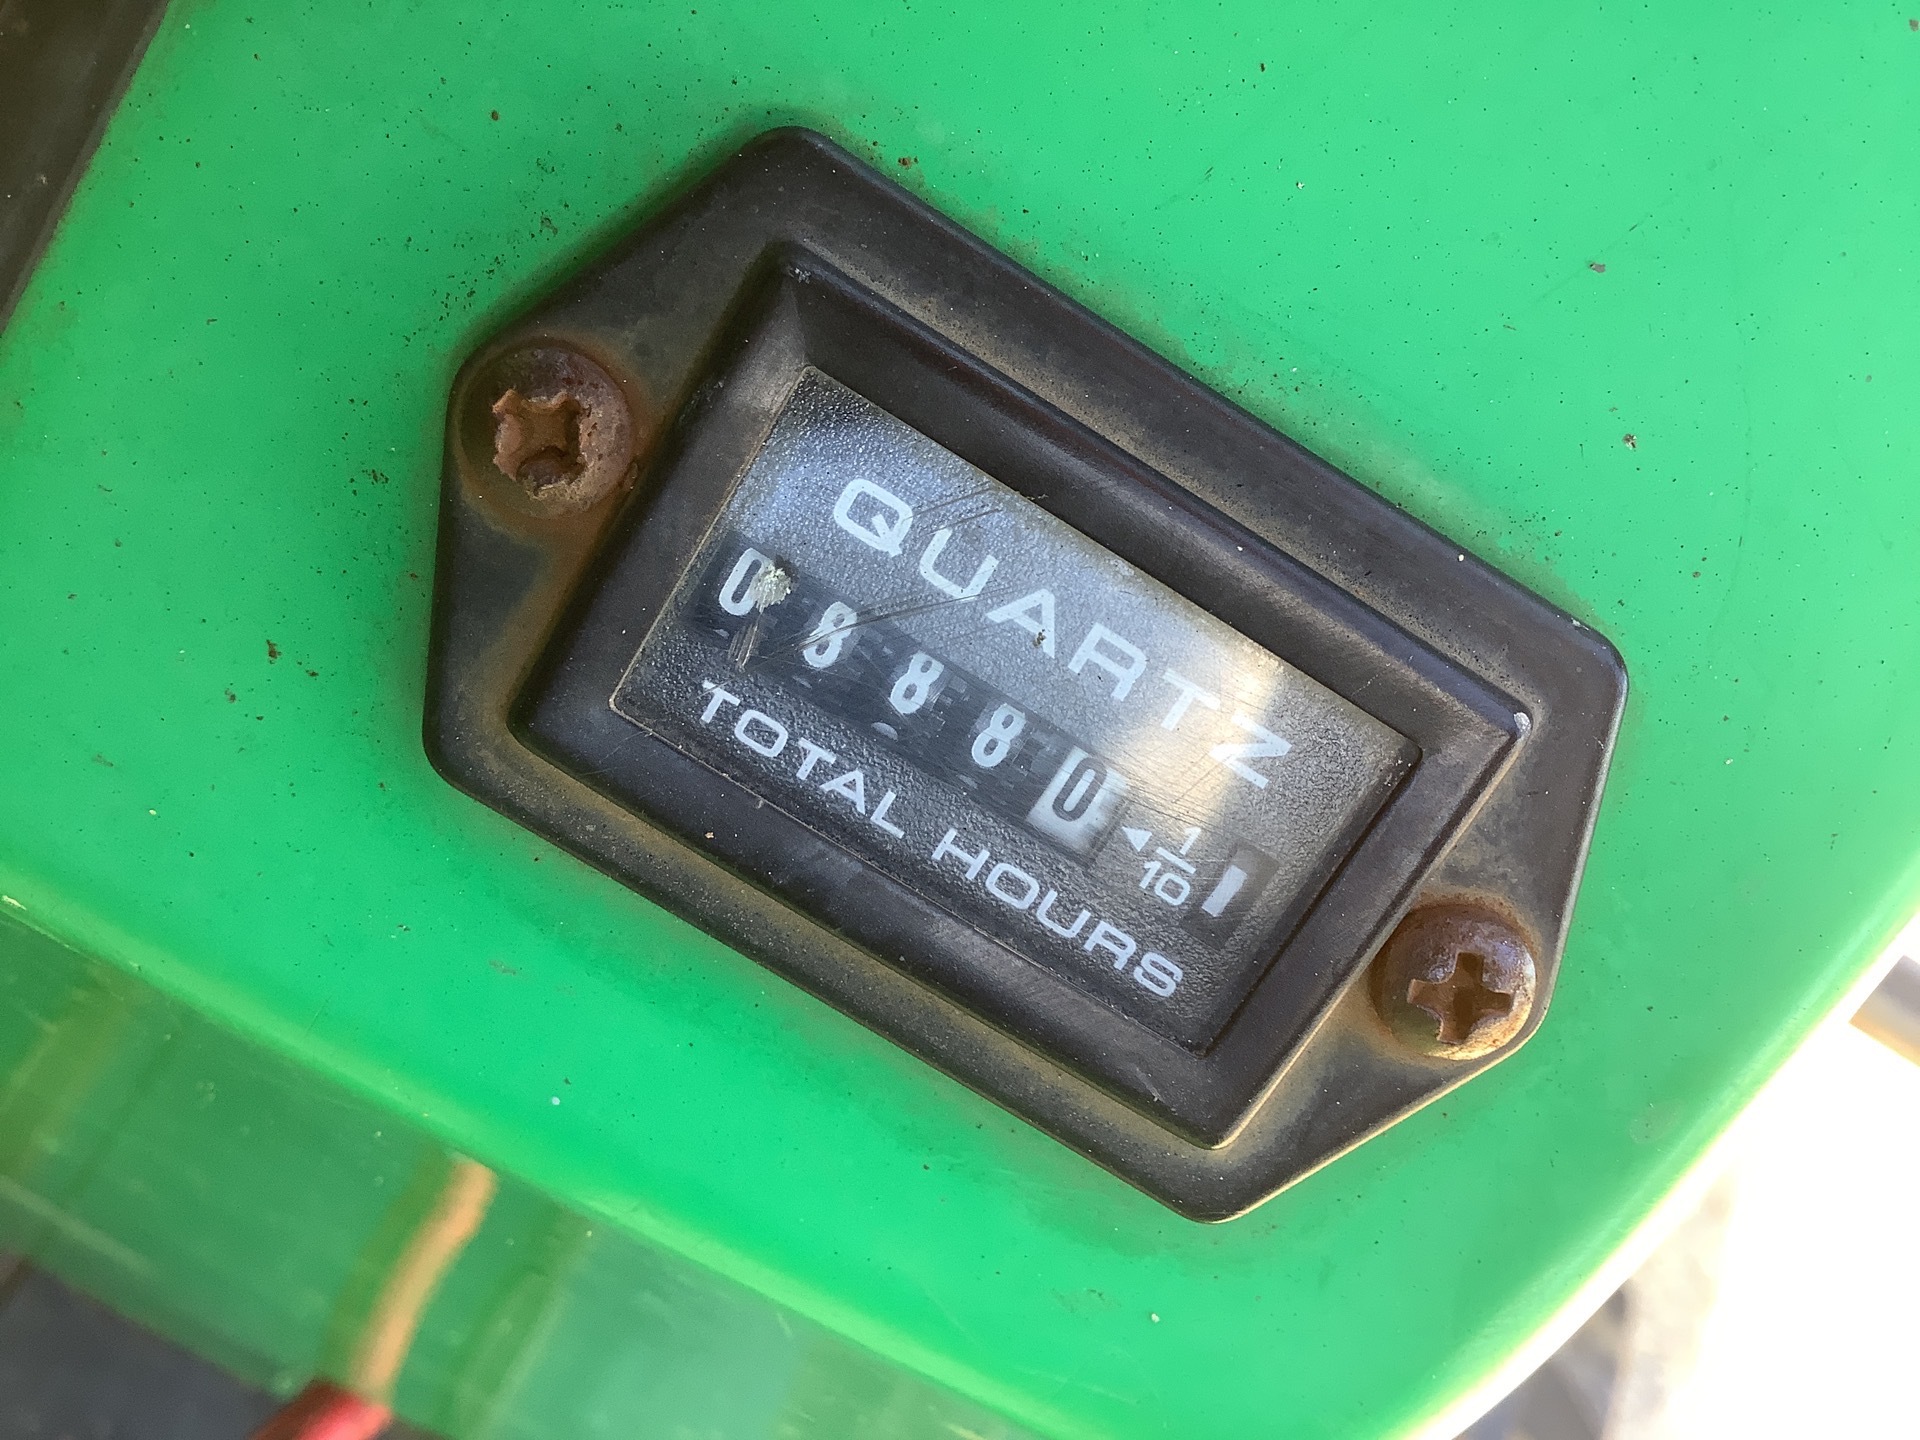 QUARTZ
08880 ◄ 1/10
TOTAL HOURS